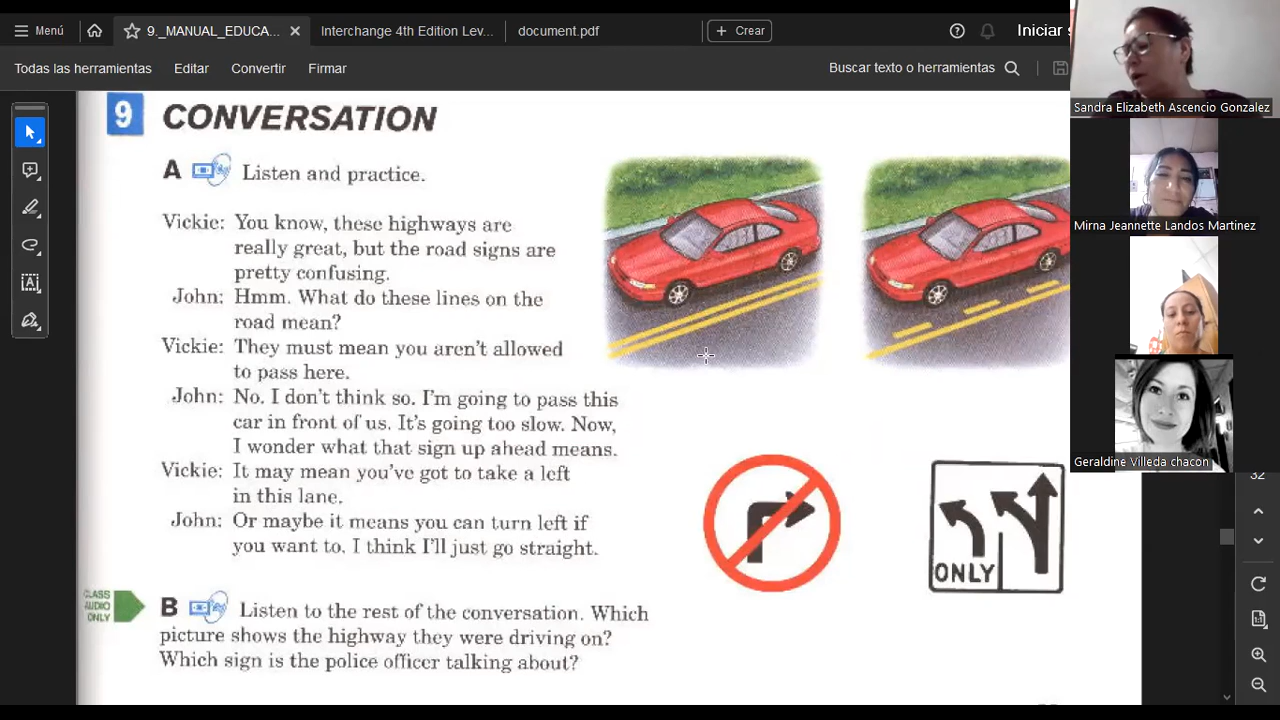 Menú
9._MANUAL_EDUCA...
Interchange 4th Edition Lev...
document.pdf
Crear
Iniciar s
Todas las herramientas
Editar
Convertir
Firmar
Buscar texto o herramientas
9 CONVERSATION
A Listen and practice.
Vickie: You know, these highways are
really great, but the road signs are
pretty confusing.
John: Hmm. What do these lines on the
road mean?
Vickie: They must mean you aren't allowed
to pass here.
John: No. I don't think so. I'm going to pass this
car in front of us. It's going too slow. Now,
I wonder what that sign up ahead means.
Vickie: It may mean you've got to take a left
in this lane.
John: Or maybe it means you can turn left if
you want to. I think I'll just go straight.
ONLY
CLASS
AUDIO
ONLY
B Listen to the rest of the conversation. Which
picture shows the highway they were driving on?
Which sign is the police officer talking about?
Sandra Elizabeth Ascencio Gonzalez
Mirna Jeannette Landos Martinez
Geraldine Villeda chacon
32